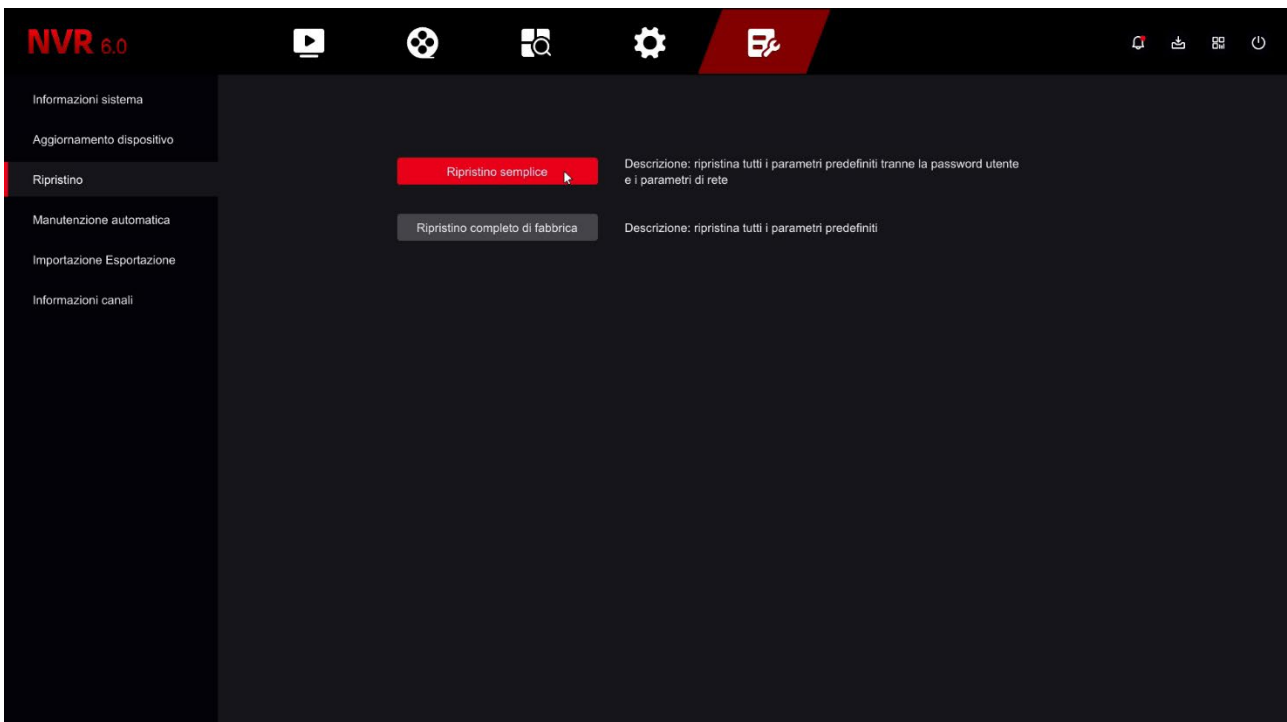 NVR 6.0
Informazioni sistema
Aggiornamento dispositivo
Ripristino
Manutenzione automatica
Importazione Esportazione
Informazioni canali
Ripristino semplice
Descrizione: ripristina tutti i parametri predefiniti tranne la password utente
e i parametri di rete
Ripristino completo di fabbrica
Descrizione: ripristina tutti i parametri predefiniti